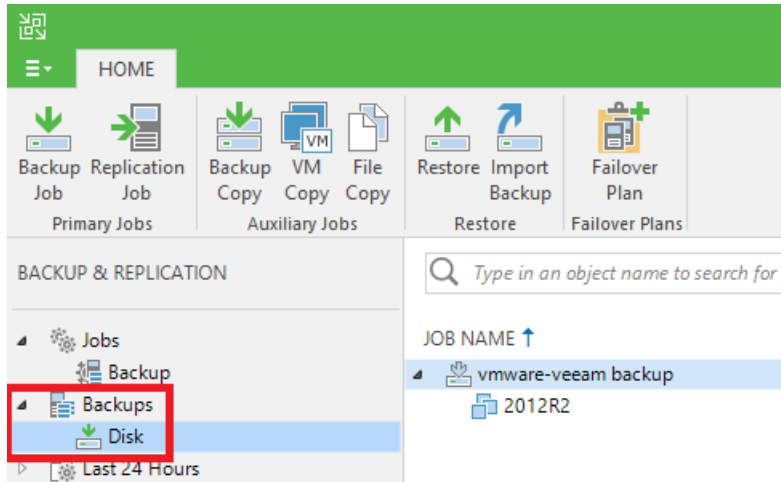 HOME
Backup Job
Replication Job
Backup Copy
VM Copy
File Copy
Restore
Import Backup
Failover Plan
VM
Primary Jobs
Auxiliary Jobs
Restore
Failover Plans
BACKUP & REPLICATION
Type in an object name to search for
Jobs
Backup
Backups
Disk
Last 24 Hours
JOB NAME
vmware-veeam backup
2012R2